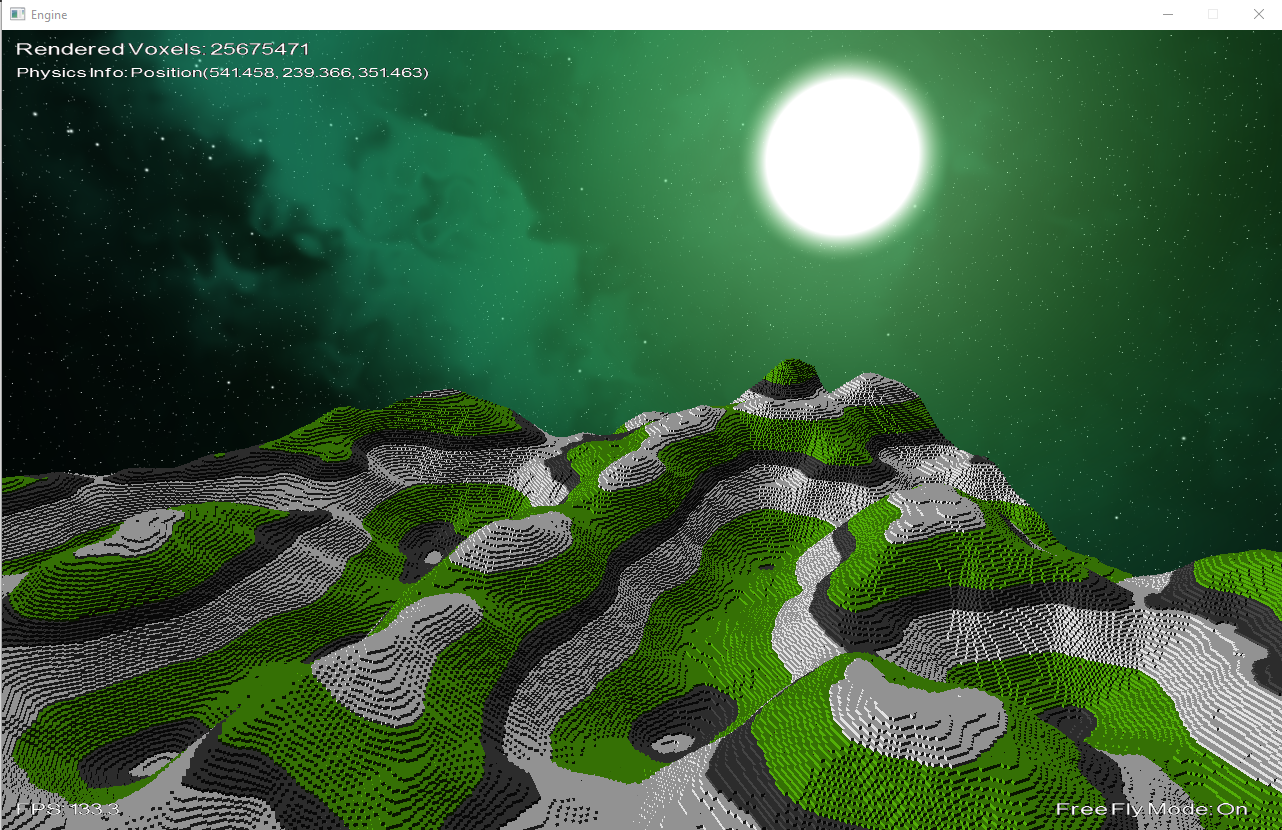 Engine
Rendered Voxels: 25675471
Physics Info: Position(541.458, 239.366, 351.463)
FPS: 133.3
Free Fly Mode: On